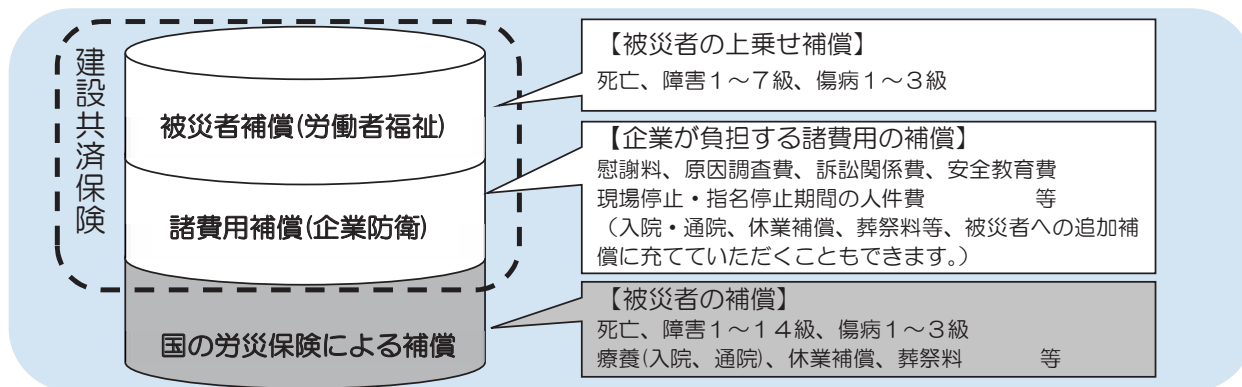 建設共済保険
被災者補償(労働者福祉)
諸費用補償(企業防衛)
国の労災保険による補償
【被災者の上乗せ補償】
死亡、障害1～7級、傷病1～3級
【企業が負担する諸費用の補償】
慰謝料、原因調査費、訴訟関係費、安全教育費
現場停止・指名停止期間の人件費　　　　　等
（入院・通院、休業補償、葬祭料等、被災者への追加補
償に充てていただくこともできます。）
【被災者の補償】
死亡、障害１～１４級、傷病１～３級
療養(入院、通院)、休業補償、葬祭料　　　　等